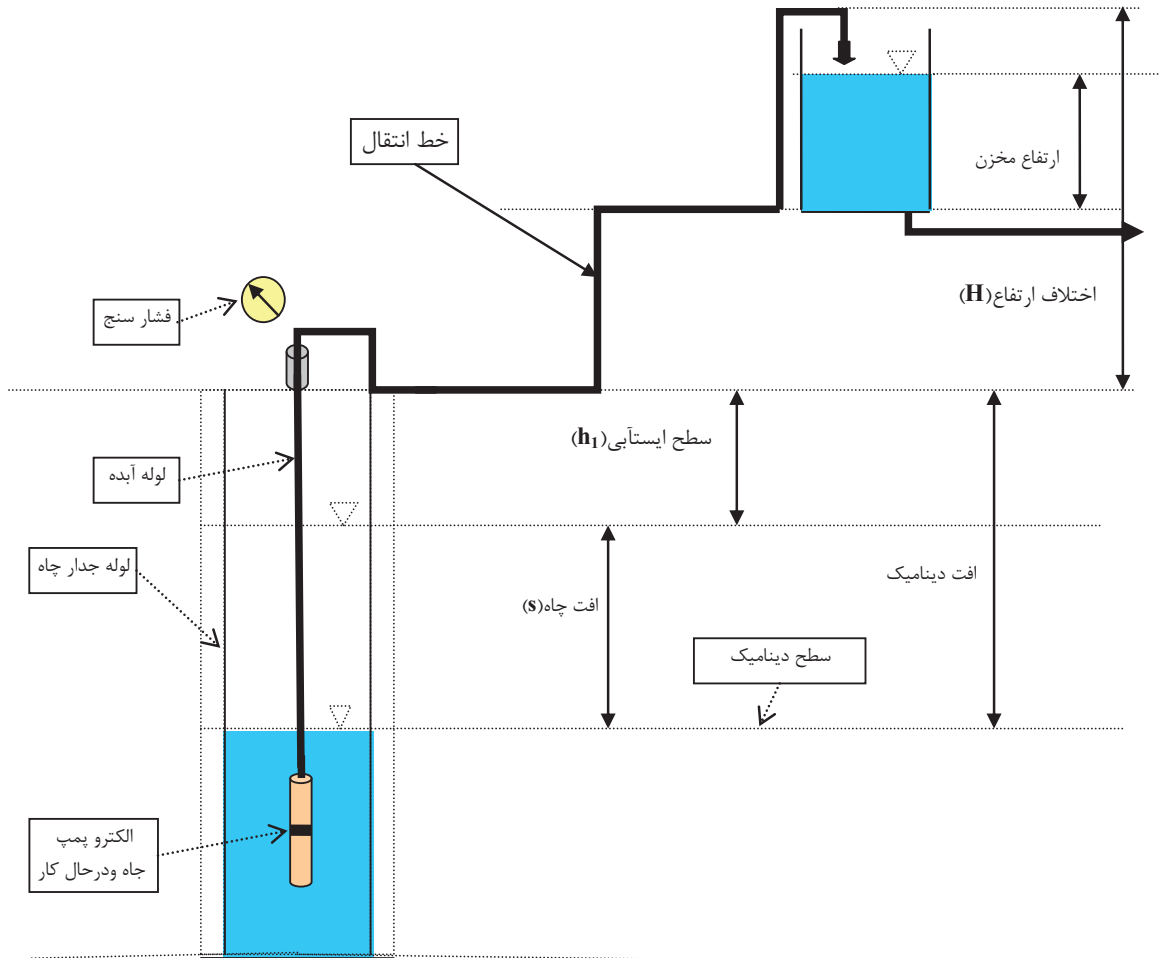 خط انتقال
ارتفاع مخزن
اختلاف ارتفاع(H)
فشار سنج
سطح ایستآبی(h1)
لوله آبده
لوله جدار چاه
افت دینامیک
افت چاه(s)
سطح دینامیک
الکترو پمپ
جاه ودرحال کار